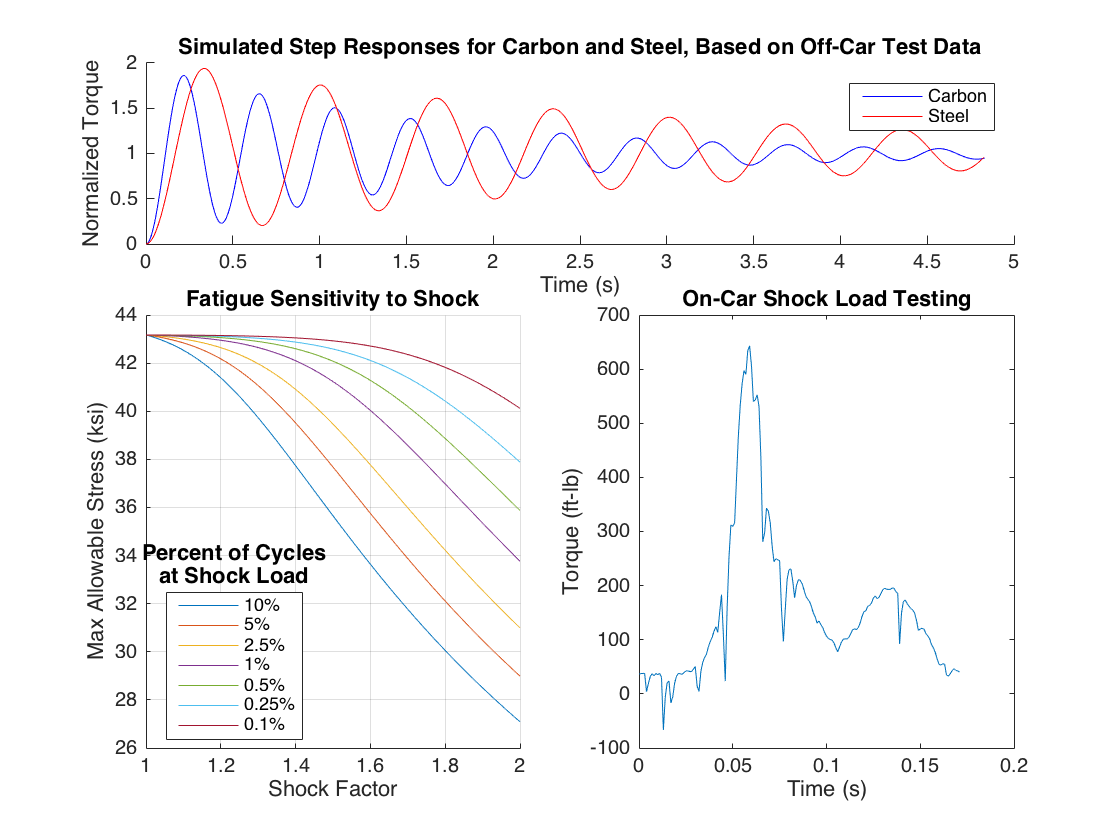 Simulated Step Responses for Carbon and Steel, Based on Off-Car Test Data
Normalized Torque
2
1.5
1
0.5
0
Carbon
Steel
0 0.5 1 1.5 2 2.5 3 3.5 4 4.5 5
Time (s)
Fatigue Sensitivity to Shock
Max Allowable Stress (ksi)
44
42
40
38
36
34
32
30
28
26
Percent of Cycles
at Shock Load
10%
5%
2.5%
1%
0.5%
0.25%
0.1%
1 1.2 1.4 1.6 1.8 2
Shock Factor
On-Car Shock Load Testing
Torque (ft-lb)
700
600
500
400
300
200
100
0
-100
0 0.05 0.1 0.15 0.2
Time (s)